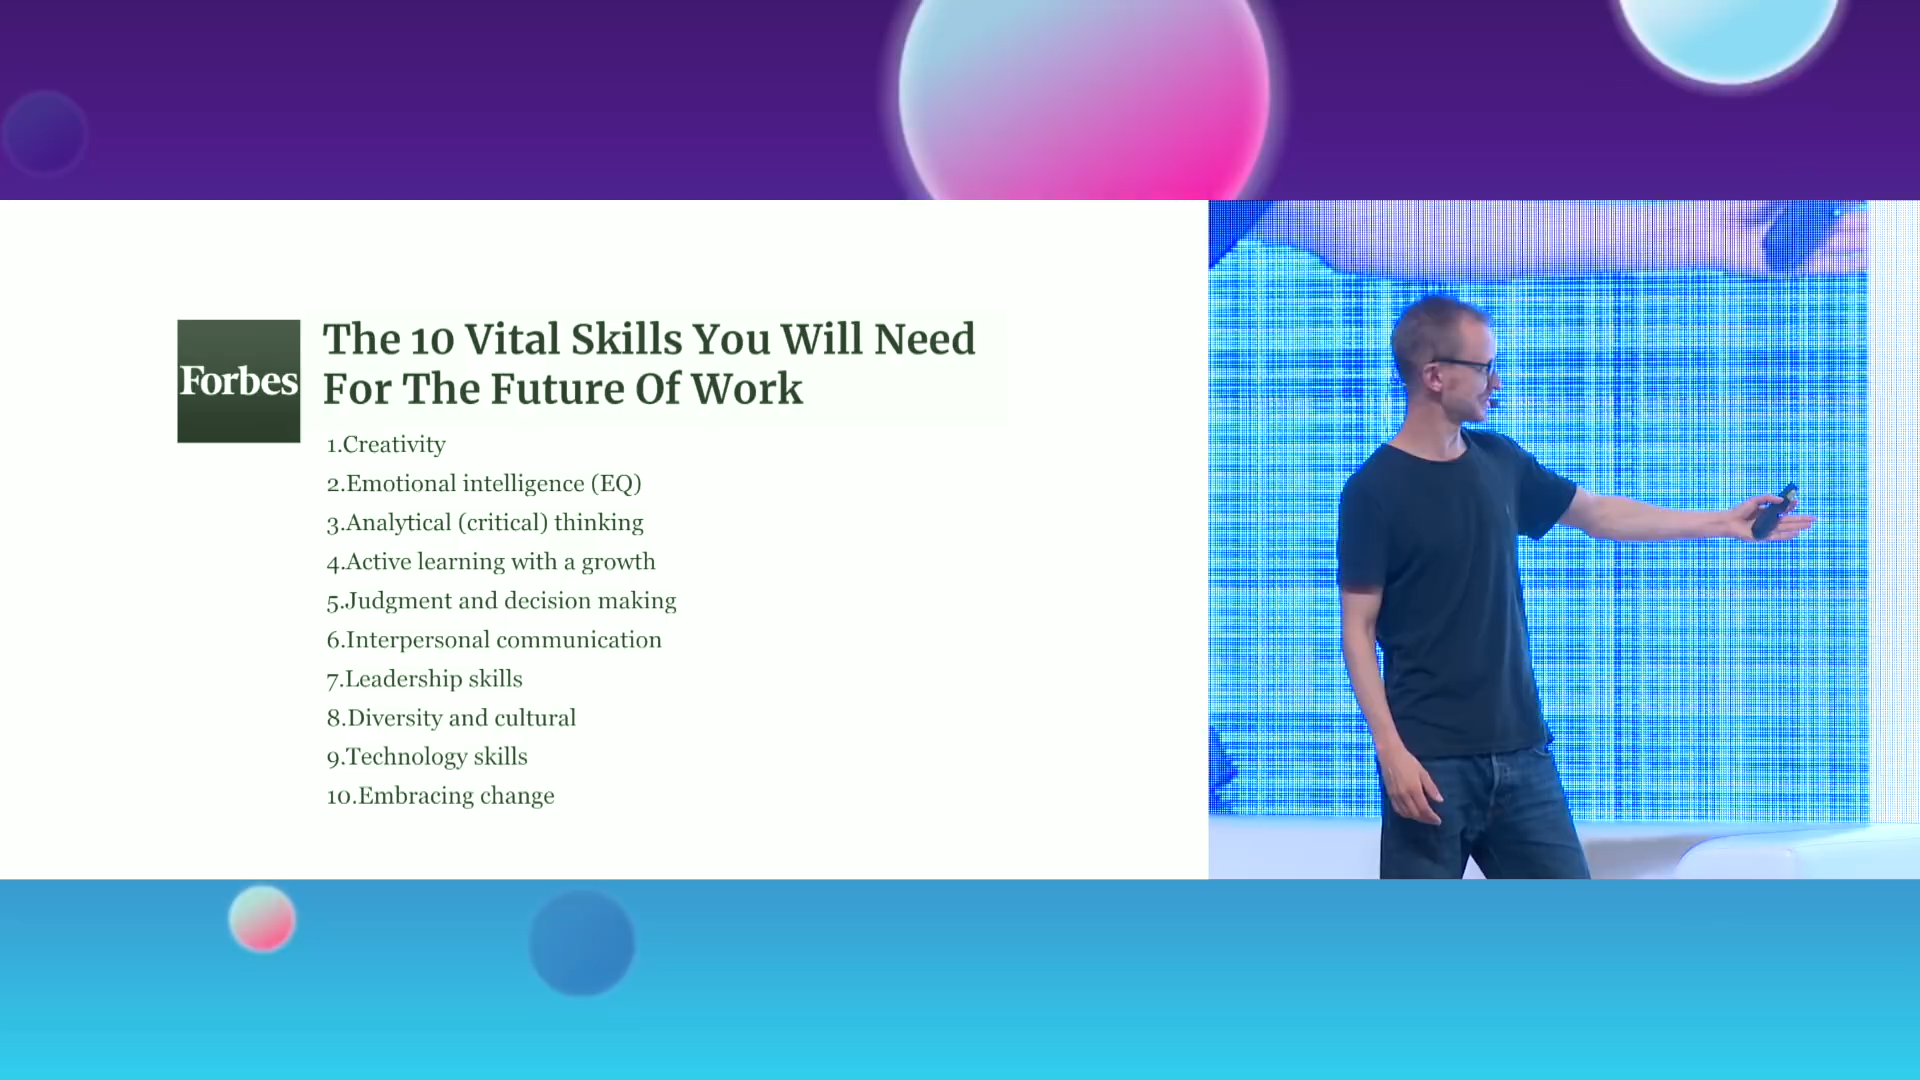 Forbes
The 10 Vital Skills You Will Need
For The Future Of Work
1.Creativity
2.Emotional intelligence (EQ)
3.Analytical (critical) thinking
4.Active learning with a growth
5.Judgment and decision making
6.Interpersonal communication
7.Leadership skills
8.Diversity and cultural
9.Technology skills
10.Embracing change